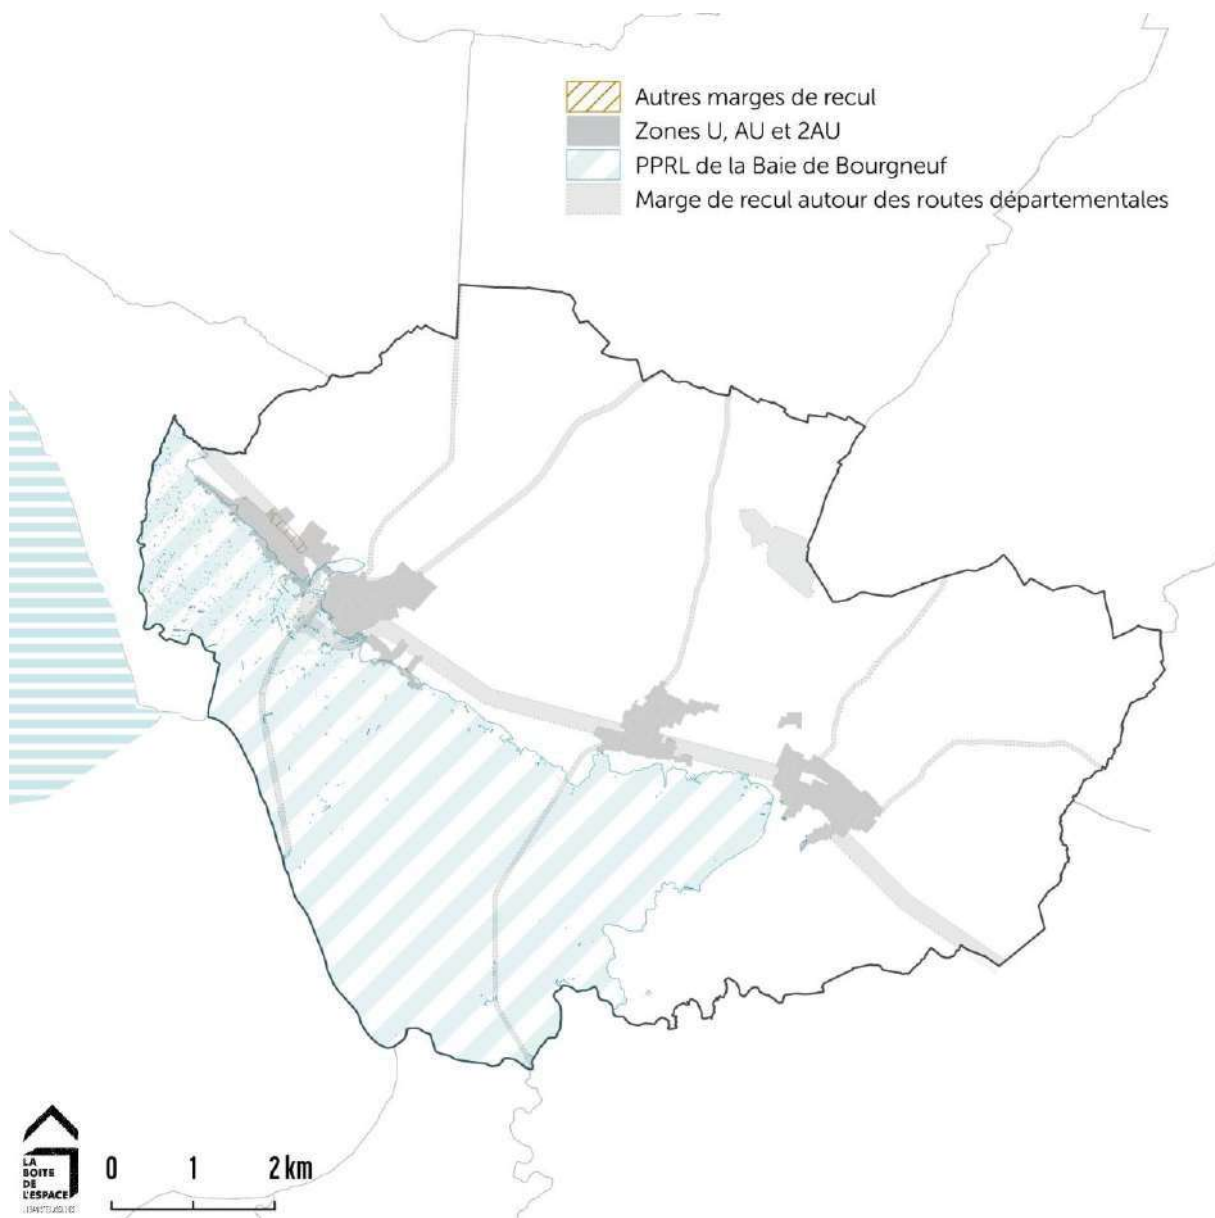 Autres marges de recul
Zones U, AU et 2AU
PPRL de la Baie de Bourgneuf
Marge de recul autour des routes départementales
LA
BOITE
DE
L'ESPACE
0 1 2 km